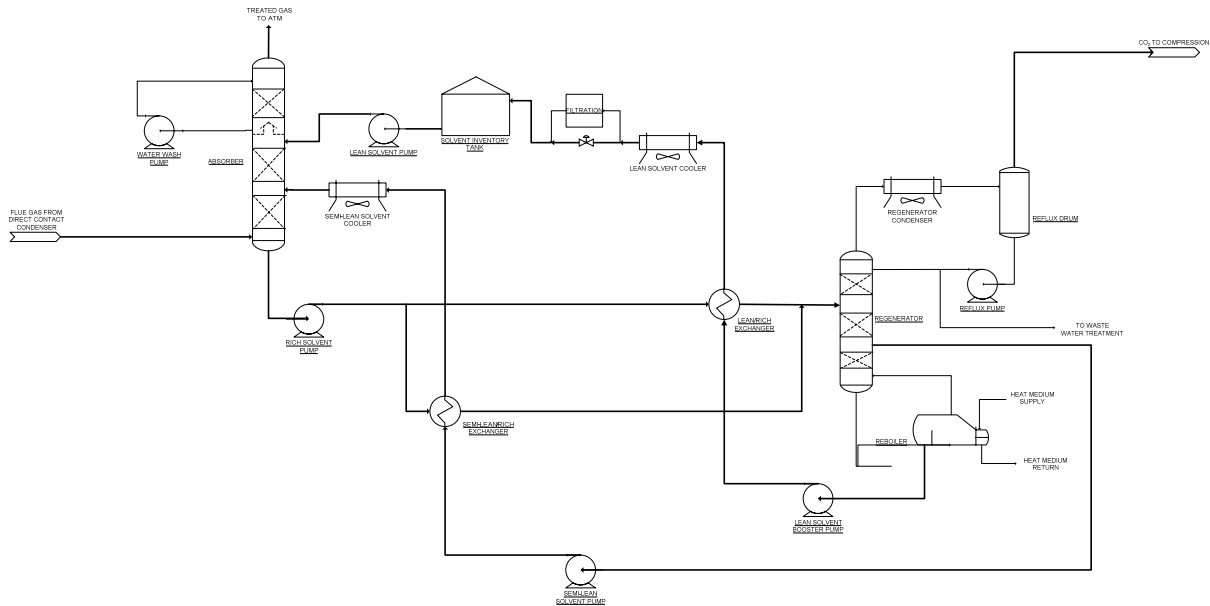 TREATED GAS
TO ATM
CO₂ TO COMPRESSION
FILTRATION
SOLVENT INVENTORY
TANK
LEAN SOLVENT PUMP
WATER WASH
PUMP
ABSORBER
LEAN SOLVENT COOLER
FLUE GAS FROM
DIRECT CONTACT
CONDENSER
SEMI-LEAN SOLVENT
COOLER
REGENERATOR
CONDENSER
REFLUX DRUM
REFLUX PUMP
LEAN/RICH
EXCHANGER
REGENERATOR
TO WASTE
WATER TREATMENT
RICH SOLVENT
PUMP
HEAT MEDIUM
SUPPLY
SEMI-LEAN/RICH
EXCHANGER
REBOILER
HEAT MEDIUM
RETURN
LEAN SOLVENT
BOOSTER PUMP
SEMI-LEAN
SOLVENT PUMP